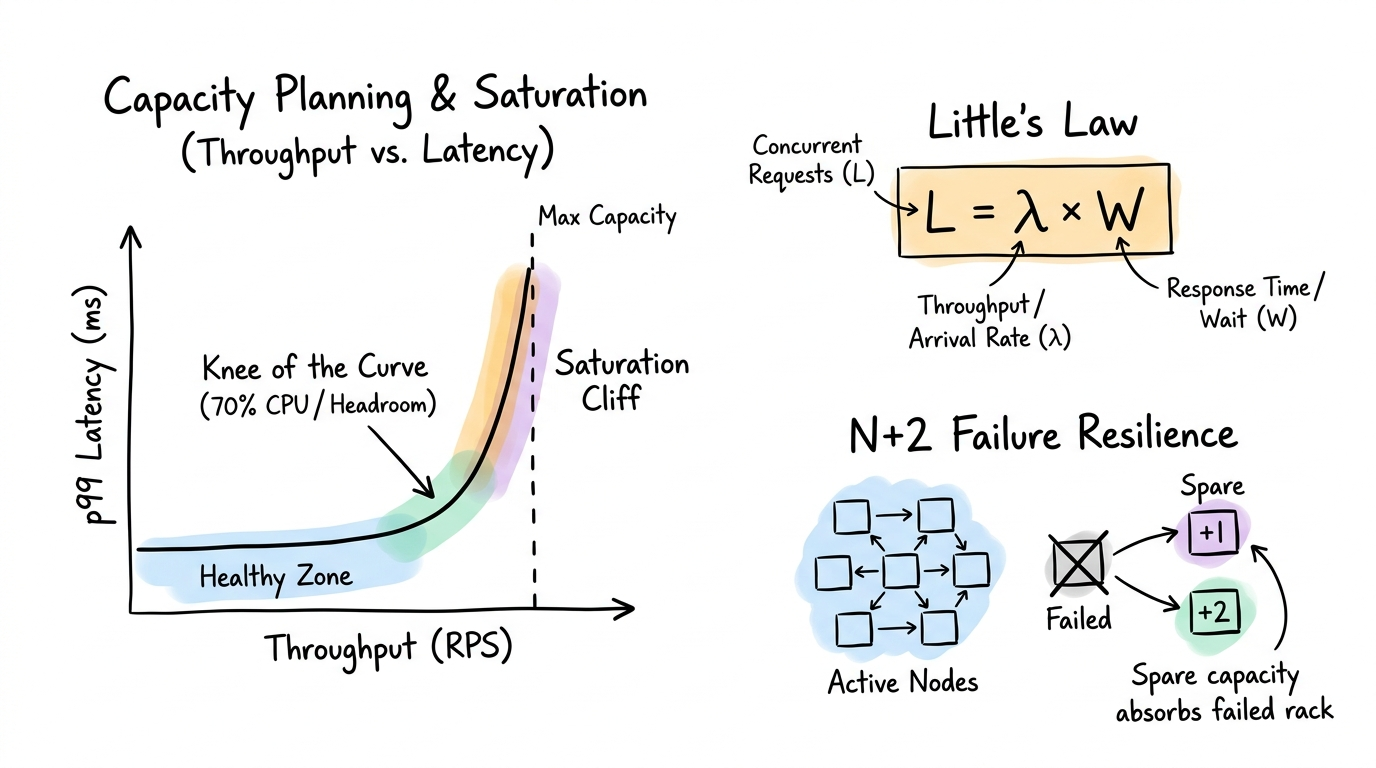 Capacity Planning & Saturation
(Throughput vs. Latency)
Max Capacity
p99 Latency (ms)
Knee of the Curve
(70% CPU/Headroom)
Saturation
Cliff
Healthy Zone
Throughput (RPS)
Little's Law
Concurrent
Requests (L)
L = λ × W
Throughput/
Arrival Rate (λ)
Response Time/
Wait (W)
N+2 Failure Resilience
Active Nodes
Failed
Spare
+1
+2
Spare capacity
absorbs failed rack